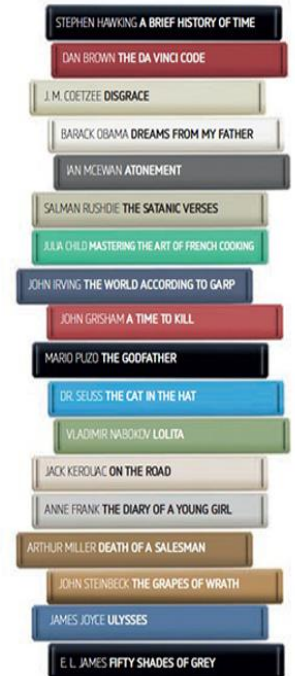 STEPHEN HAWKING A BRIEF HISTORY OF TIME
DAN BROWN THE DA VINCI CODE
J. M. COETZEE DISGRACE
BARACK OBAMA DREAMS FROM MY FATHER
IAN MCEWAN ATONEMENT
SALMAN RUSHDIE THE SATANIC VERSES
JULIA CHILD MASTERING THE ART OF FRENCH COOKING
JOHN IRVING THE WORLD ACCORDING TO GARP
JOHN GRISHAM A TIME TO KILL
MARIO PUZO THE GODFATHER
DR. SEUSS THE CAT IN THE HAT
VLADIMIR NABOKOV LOLITA
JACK KEROUAC ON THE ROAD
ANNE FRANK THE DIARY OF A YOUNG GIRL
ARTHUR MILLER DEATH OF A SALESMAN
JOHN STEINBECK THE GRAPES OF WRATH
JAMES JOYCE ULYSSES
E. L. JAMES FIFTY SHADES OF GREY